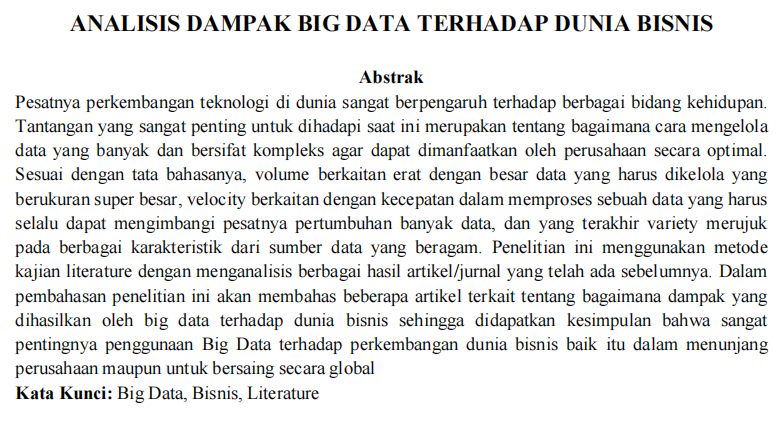 ANALISIS DAMPAK BIG DATA TERHADAP DUNIA BISNIS
Abstrak
Pesatnya perkembangan teknologi di dunia sangat berpengaruh terhadap berbagai bidang kehidupan.
Tantangan yang sangat penting untuk dihadapi saat ini merupakan tentang bagaimana cara mengelola
data yang banyak dan bersifat kompleks agar dapat dimanfaatkan oleh perusahaan secara optimal.
Sesuai dengan tata bahasanya, volume berkaitan erat dengan besar data yang harus dikelola yang
berukuran super besar, velocity berkaitan dengan kecepatan dalam memproses sebuah data yang harus
selalu dapat mengimbangi pesatnya pertumbuhan banyak data, dan yang terakhir variety merujuk
pada berbagai karakteristik dari sumber data yang beragam. Penelitian ini menggunakan metode
kajian literature dengan menganalisis berbagai hasil artikel/jurnal yang telah ada sebelumnya. Dalam
pembahasan penelitian ini akan membahas beberapa artikel terkait tentang bagaimana dampak yang
dihasilkan oleh big data terhadap dunia bisnis sehingga didapatkan kesimpulan bahwa sangat
pentingnya penggunaan Big Data terhadap perkembangan dunia bisnis baik itu dalam menunjang
perusahaan maupun untuk bersaing secara global
Kata Kunci: Big Data, Bisnis, Literature